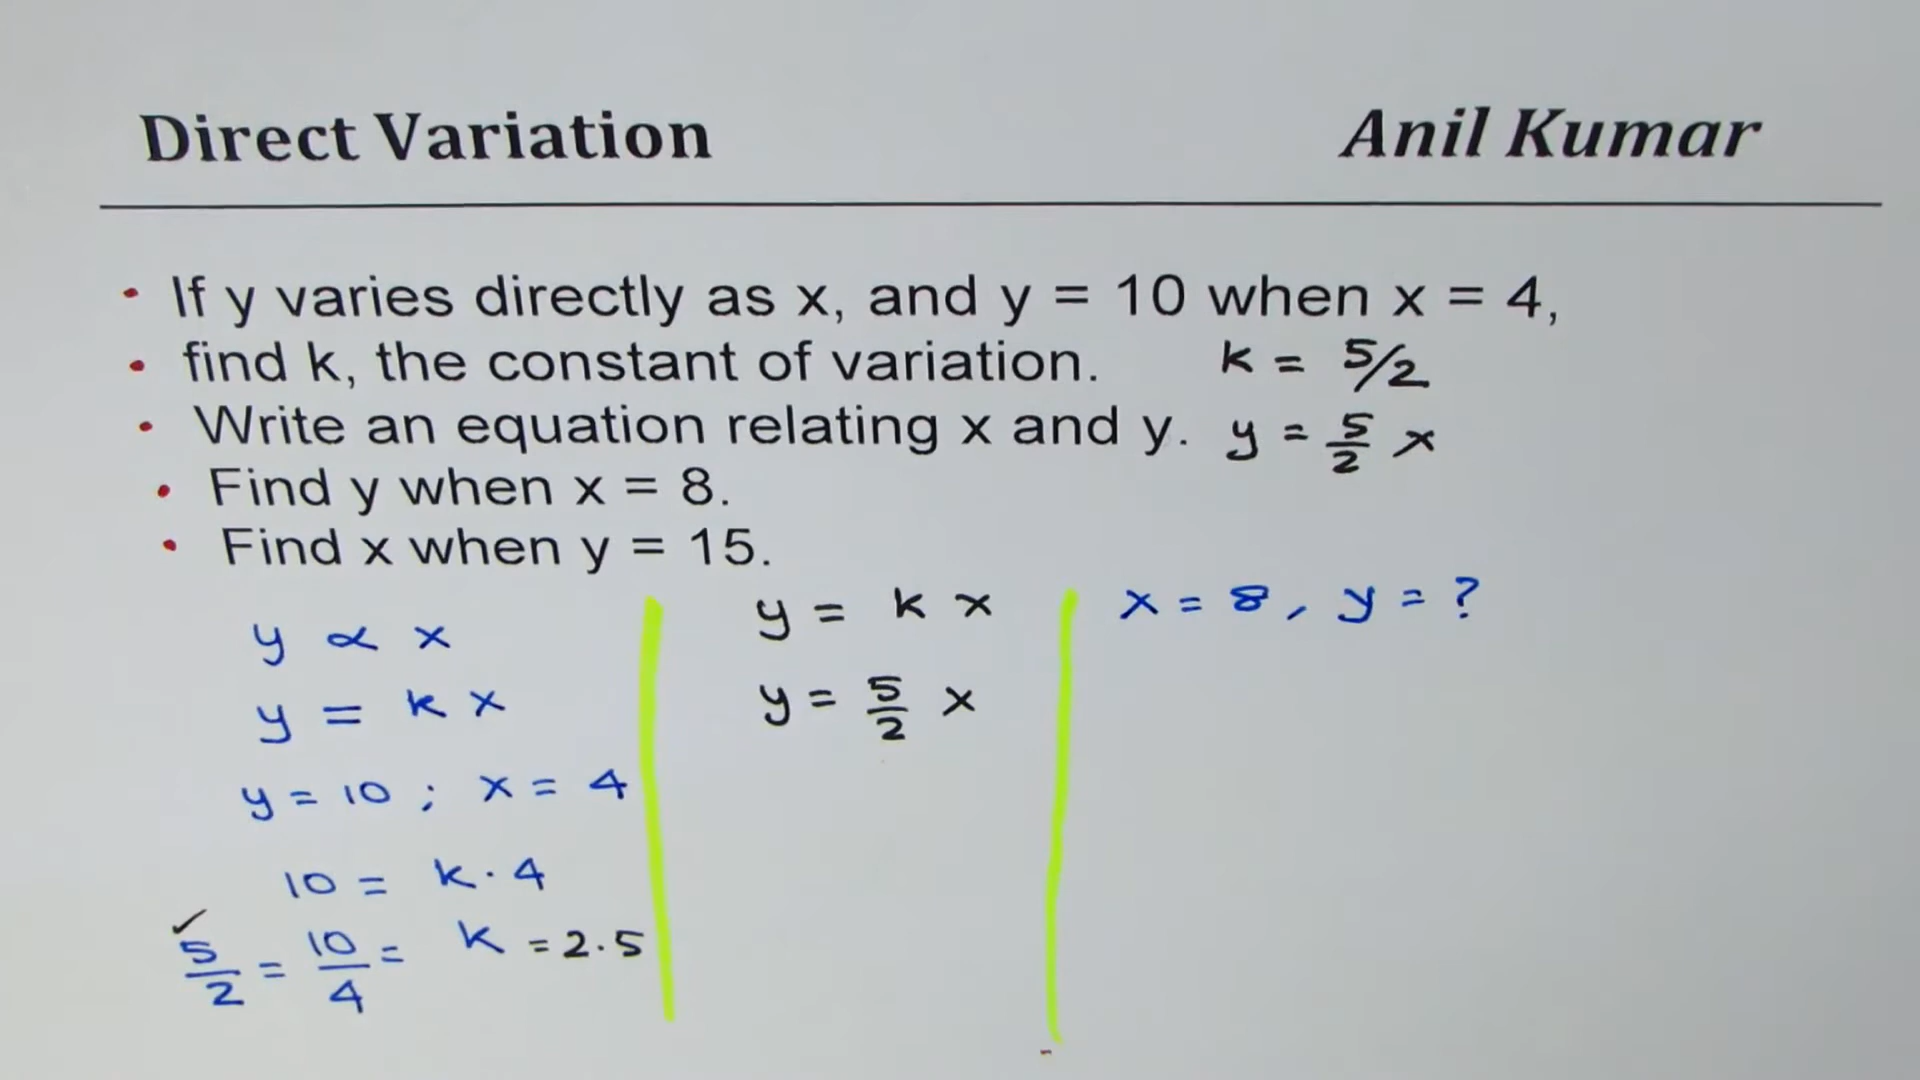 Direct Variation
Anil Kumar
• If y varies directly as x, and y = 10 when x = 4,
• find k, the constant of variation. k = 5/2
• Write an equation relating x and y. y = 5/2 x
• Find y when x = 8.
• Find x when y = 15.
y ∝ x
y = k x
y = 10 ; x = 4
10 = k · 4
✓ 5/2 = 10/4 = k = 2.5
y = k x
y = 5/2 x
x = 8, y = ?